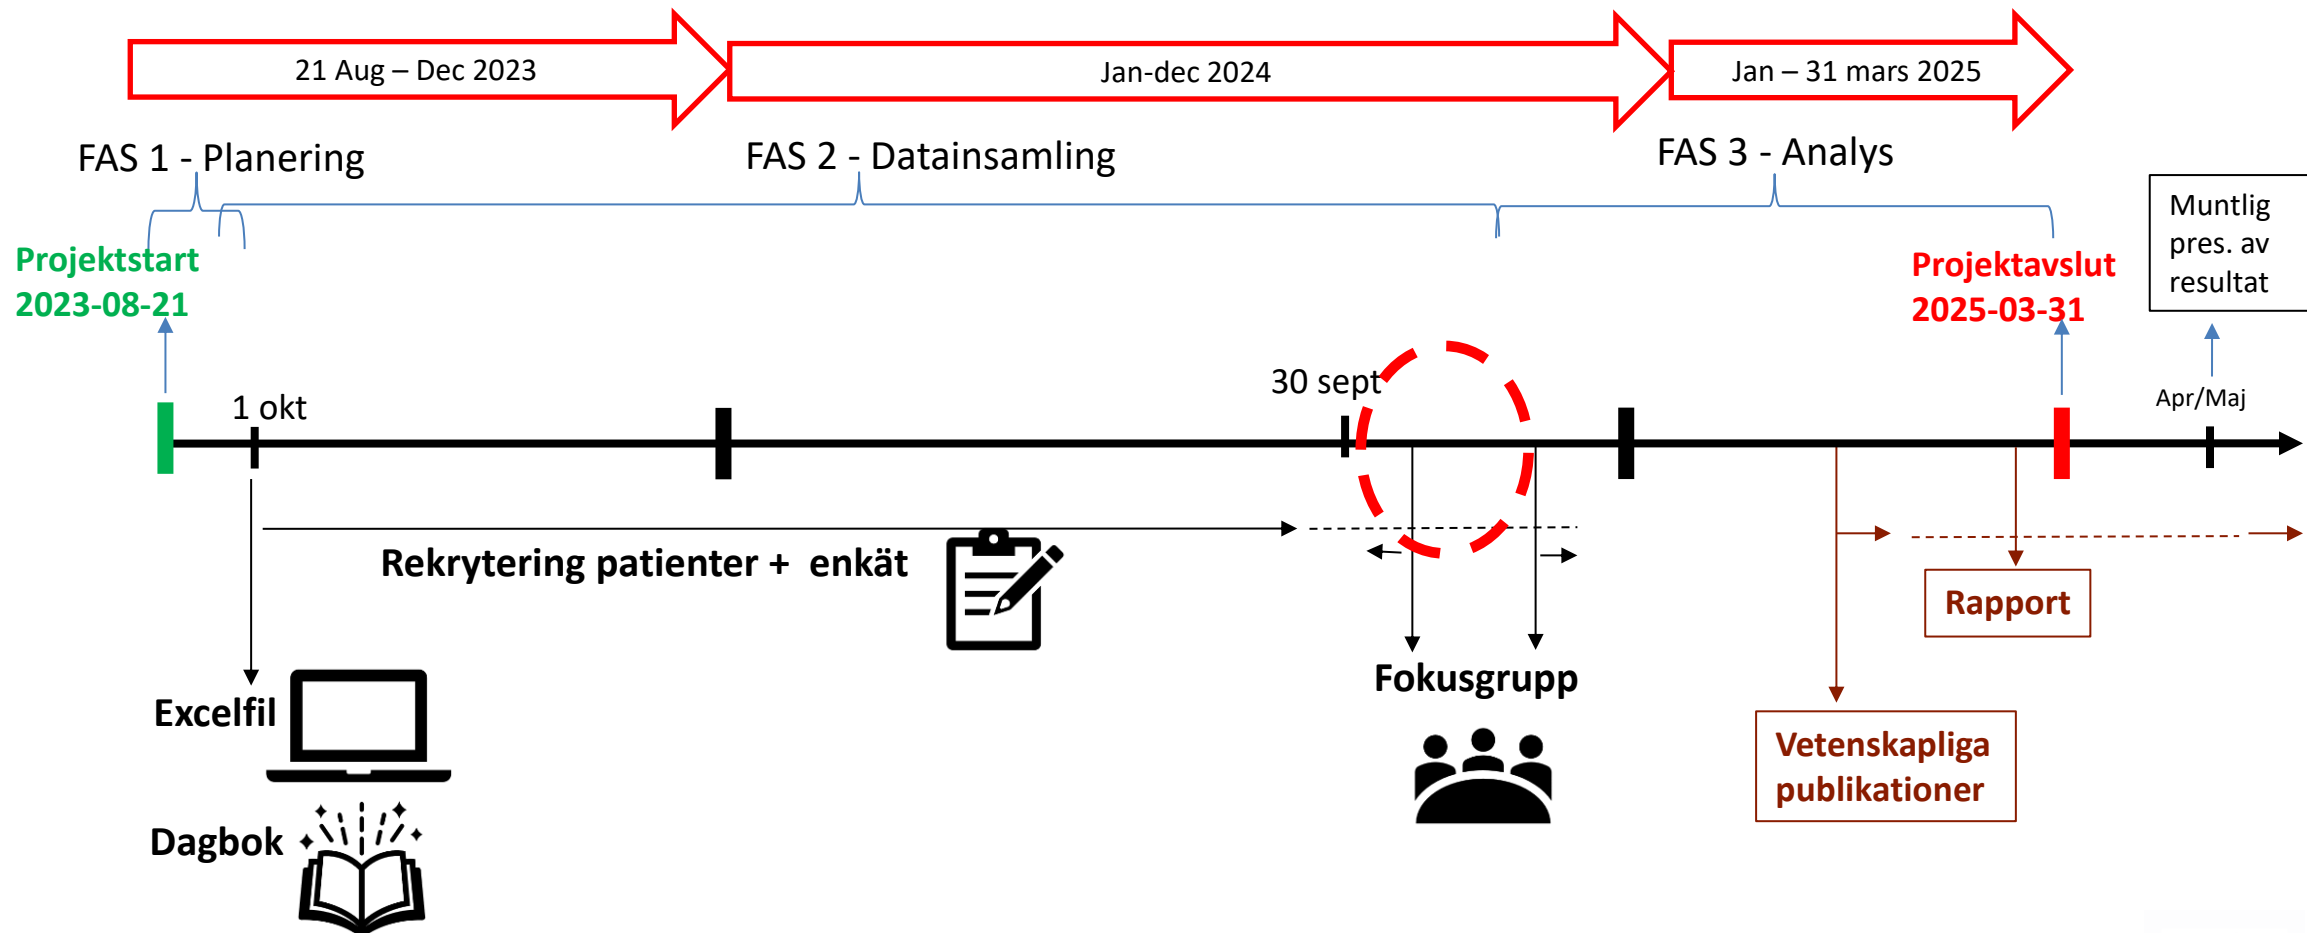 21 Aug – Dec 2023
Jan-dec 2024
Jan – 31 mars 2025
FAS 1 - Planering
FAS 2 - Datainsamling
FAS 3 - Analys
Muntlig
pres. av
resultat
Projektstart
2023-08-21
Projektavslut
2025-03-31
1 okt
30 sept
Apr/Maj
Rekrytering patienter + enkät
Rapport
Excelfil
Fokusgrupp
Vetenskapliga
publikationer
Dagbok